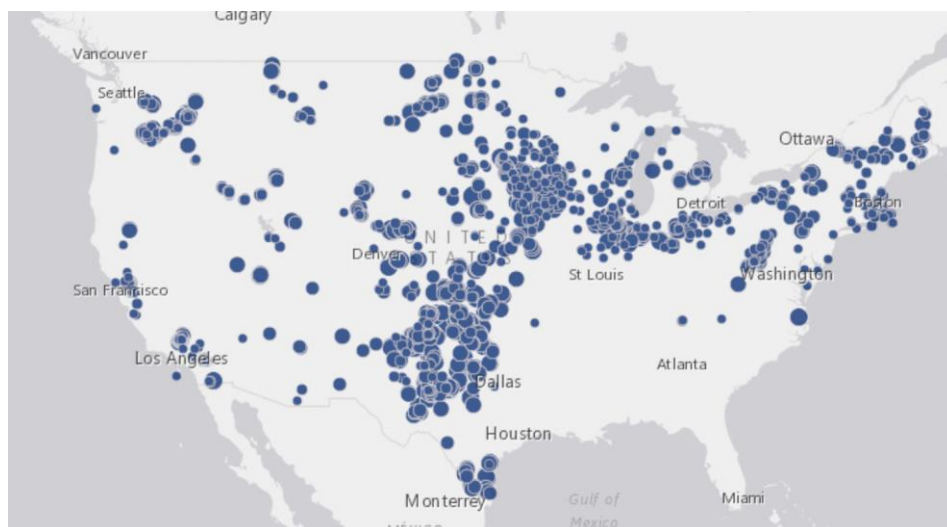 Calgary
Vancouver
Seattle
Ottawa
Detroit
Boston
UNITED
STATES
Denver
St Louis
Washington
San Francisco
Los Angeles
Atlanta
Dallas
Houston
Monterrey
Gulf of
Mexico
Miami
MÉXICO